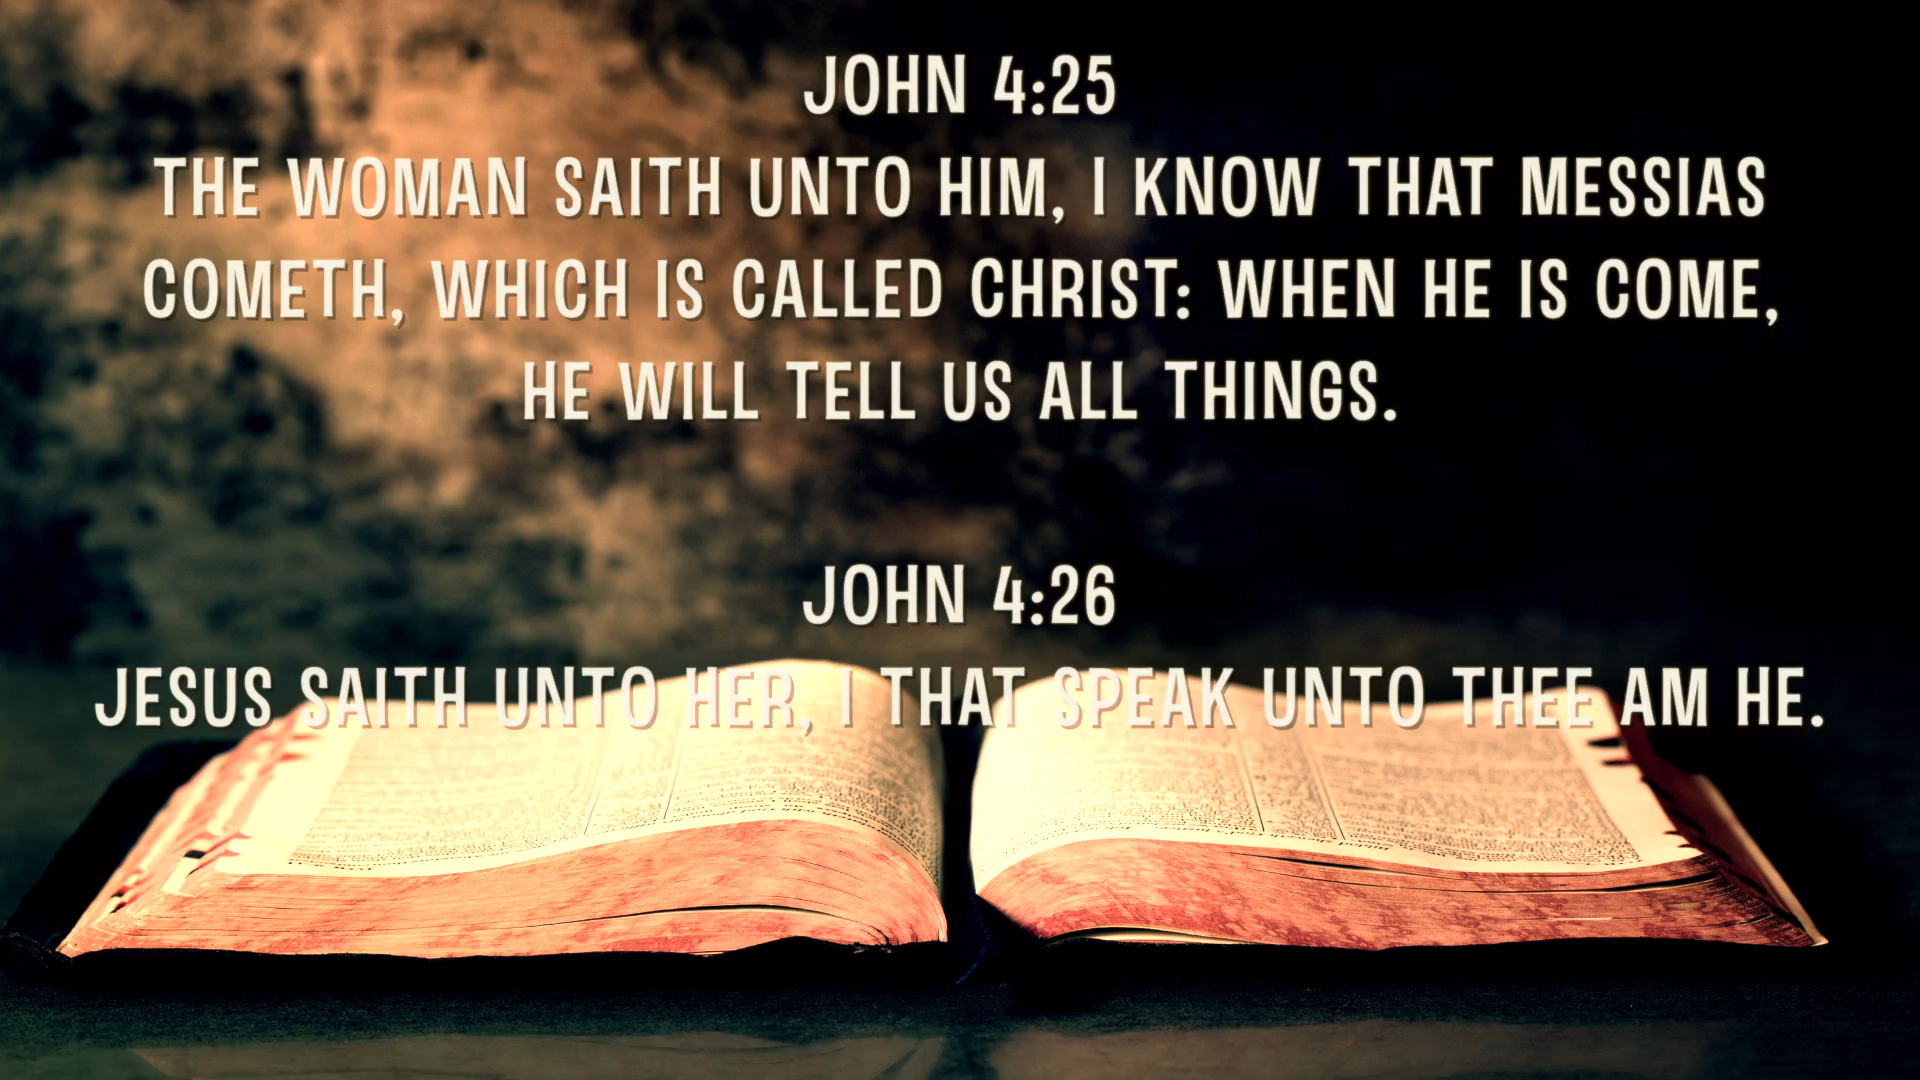 JOHN 4:25
THE WOMAN SAITH UNTO HIM, I KNOW THAT MESSIAS
COMETH, WHICH IS CALLED CHRIST: WHEN HE IS COME,
HE WILL TELL US ALL THINGS.
JOHN 4:26
JESUS SAITH UNTO HER, I THAT SPEAK UNTO THEE AM HE.